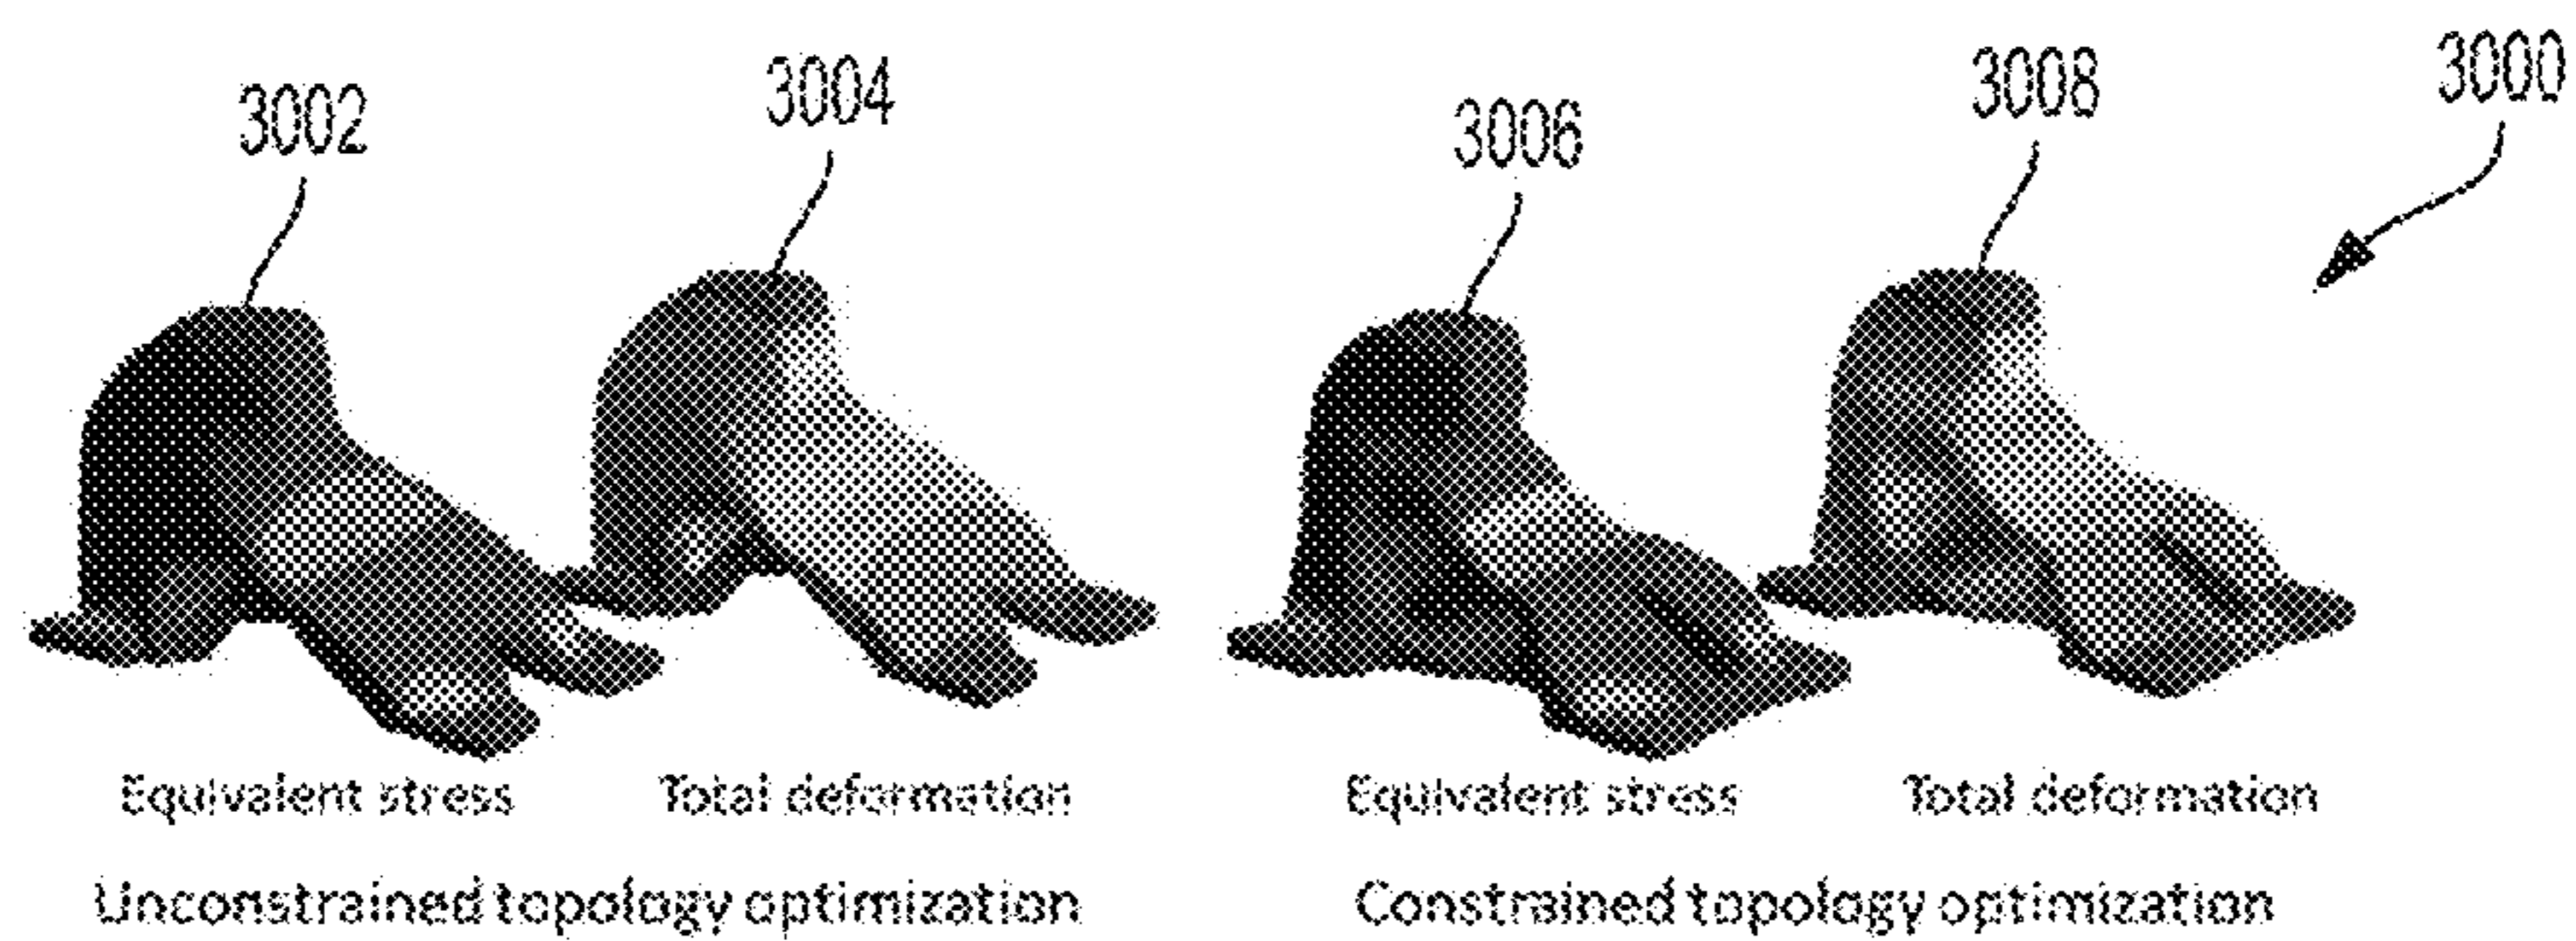 3002 3004 3006 3008 3000
Equivalent stress Total deformation Equivalent stress Total deformation
Unconstrained topology optimization Constrained topology optimization